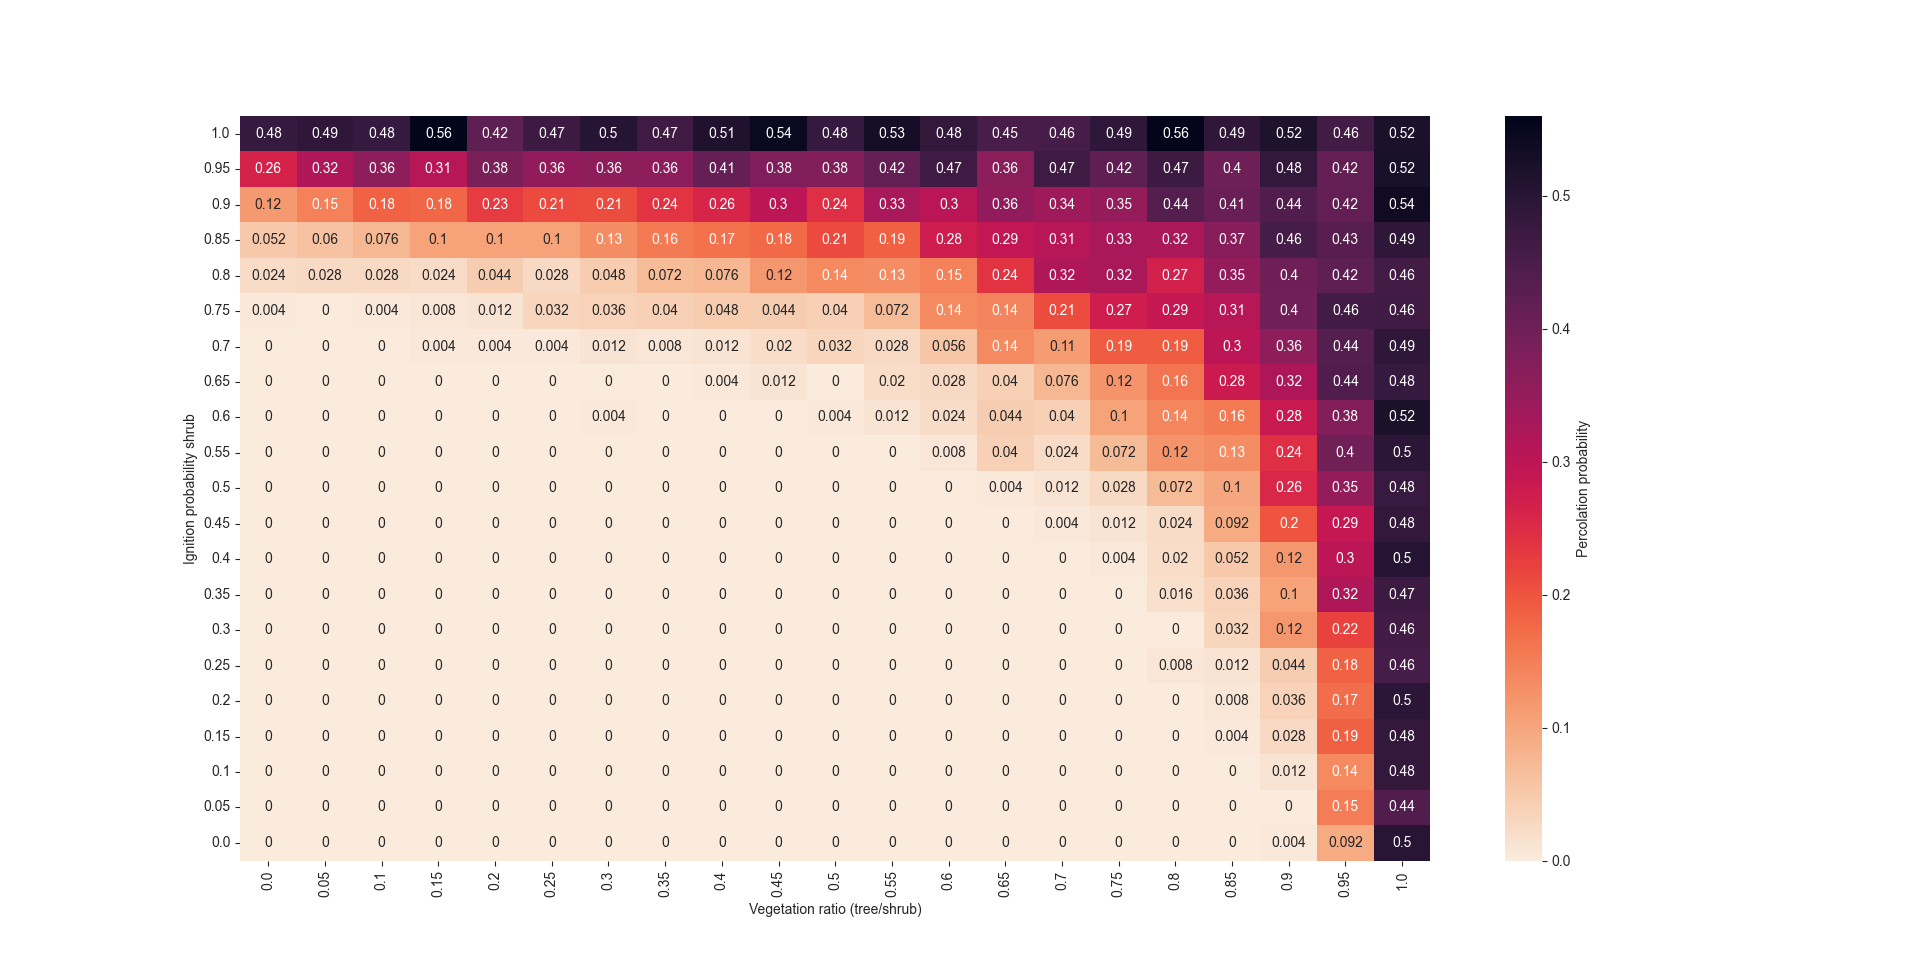 1.0 0.48 0.49 0.48 0.56 0.42 0.47 0.5 0.47 0.51 0.54 0.48 0.53 0.48 0.45 0.46 0.49 0.56 0.49 0.52 0.46 0.52
0.95 0.26 0.32 0.36 0.31 0.38 0.36 0.36 0.36 0.41 0.38 0.38 0.42 0.47 0.36 0.47 0.42 0.47 0.4 0.48 0.42 0.52
0.9 0.12 0.15 0.18 0.18 0.23 0.21 0.21 0.24 0.26 0.3 0.24 0.33 0.3 0.36 0.34 0.35 0.44 0.41 0.44 0.42 0.54
0.85 0.052 0.06 0.076 0.1 0.1 0.1 0.13 0.16 0.17 0.18 0.21 0.19 0.28 0.29 0.31 0.33 0.32 0.37 0.46 0.43 0.49
0.8 0.024 0.028 0.028 0.024 0.044 0.028 0.048 0.072 0.076 0.12 0.14 0.13 0.15 0.24 0.32 0.32 0.27 0.35 0.4 0.42 0.46
0.75 0.004 0 0.004 0.008 0.012 0.032 0.036 0.04 0.048 0.044 0.04 0.072 0.14 0.14 0.21 0.27 0.29 0.31 0.4 0.46 0.46
0.7 0 0 0 0.004 0.004 0.004 0.012 0.008 0.012 0.02 0.032 0.028 0.056 0.14 0.11 0.19 0.19 0.3 0.36 0.44 0.49
0.65 0 0 0 0 0 0 0 0 0.004 0.012 0 0.02 0.028 0.04 0.076 0.12 0.16 0.28 0.32 0.44 0.48
0.6 0 0 0 0 0 0 0.004 0 0 0 0.004 0.012 0.024 0.044 0.04 0.1 0.14 0.16 0.28 0.38 0.52
0.55 0 0 0 0 0 0 0 0 0 0 0 0 0.008 0.04 0.024 0.072 0.12 0.13 0.24 0.4 0.5
0.5 0 0 0 0 0 0 0 0 0 0 0 0 0 0.004 0.012 0.028 0.072 0.1 0.26 0.35 0.48
0.45 0 0 0 0 0 0 0 0 0 0 0 0 0 0 0.004 0.012 0.024 0.092 0.2 0.29 0.48
0.4 0 0 0 0 0 0 0 0 0 0 0 0 0 0 0 0.004 0.02 0.052 0.12 0.3 0.5
0.35 0 0 0 0 0 0 0 0 0 0 0 0 0 0 0 0 0.016 0.036 0.1 0.32 0.47
0.3 0 0 0 0 0 0 0 0 0 0 0 0 0 0 0 0 0 0.032 0.12 0.22 0.46
0.25 0 0 0 0 0 0 0 0 0 0 0 0 0 0 0 0 0.008 0.012 0.044 0.18 0.46
0.2 0 0 0 0 0 0 0 0 0 0 0 0 0 0 0 0 0 0.008 0.036 0.17 0.5
0.15 0 0 0 0 0 0 0 0 0 0 0 0 0 0 0 0 0 0.004 0.028 0.19 0.48
0.1 0 0 0 0 0 0 0 0 0 0 0 0 0 0 0 0 0 0 0.012 0.14 0.48
0.05 0 0 0 0 0 0 0 0 0 0 0 0 0 0 0 0 0 0 0 0.15 0.44
0.0 0 0 0 0 0 0 0 0 0 0 0 0 0 0 0 0 0 0 0.004 0.092 0.5
0.0 0.05 0.1 0.15 0.2 0.25 0.3 0.35 0.4 0.45 0.5 0.55 0.6 0.65 0.7 0.75 0.8 0.85 0.9 0.95 1.0
Vegetation ratio (tree/shrub)
Ignition probability shrub
0.5
0.4
0.3
0.2
0.1
0.0
Percolation probability